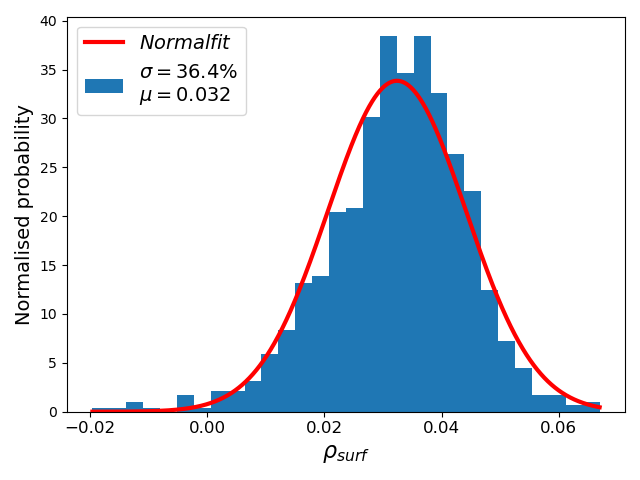 40
35
30
25
20
15
10
5
0
Normalised probability
Normalfit
σ = 36.4%
μ = 0.032
−0.02 0.00 0.02 0.04 0.06
ρsurf